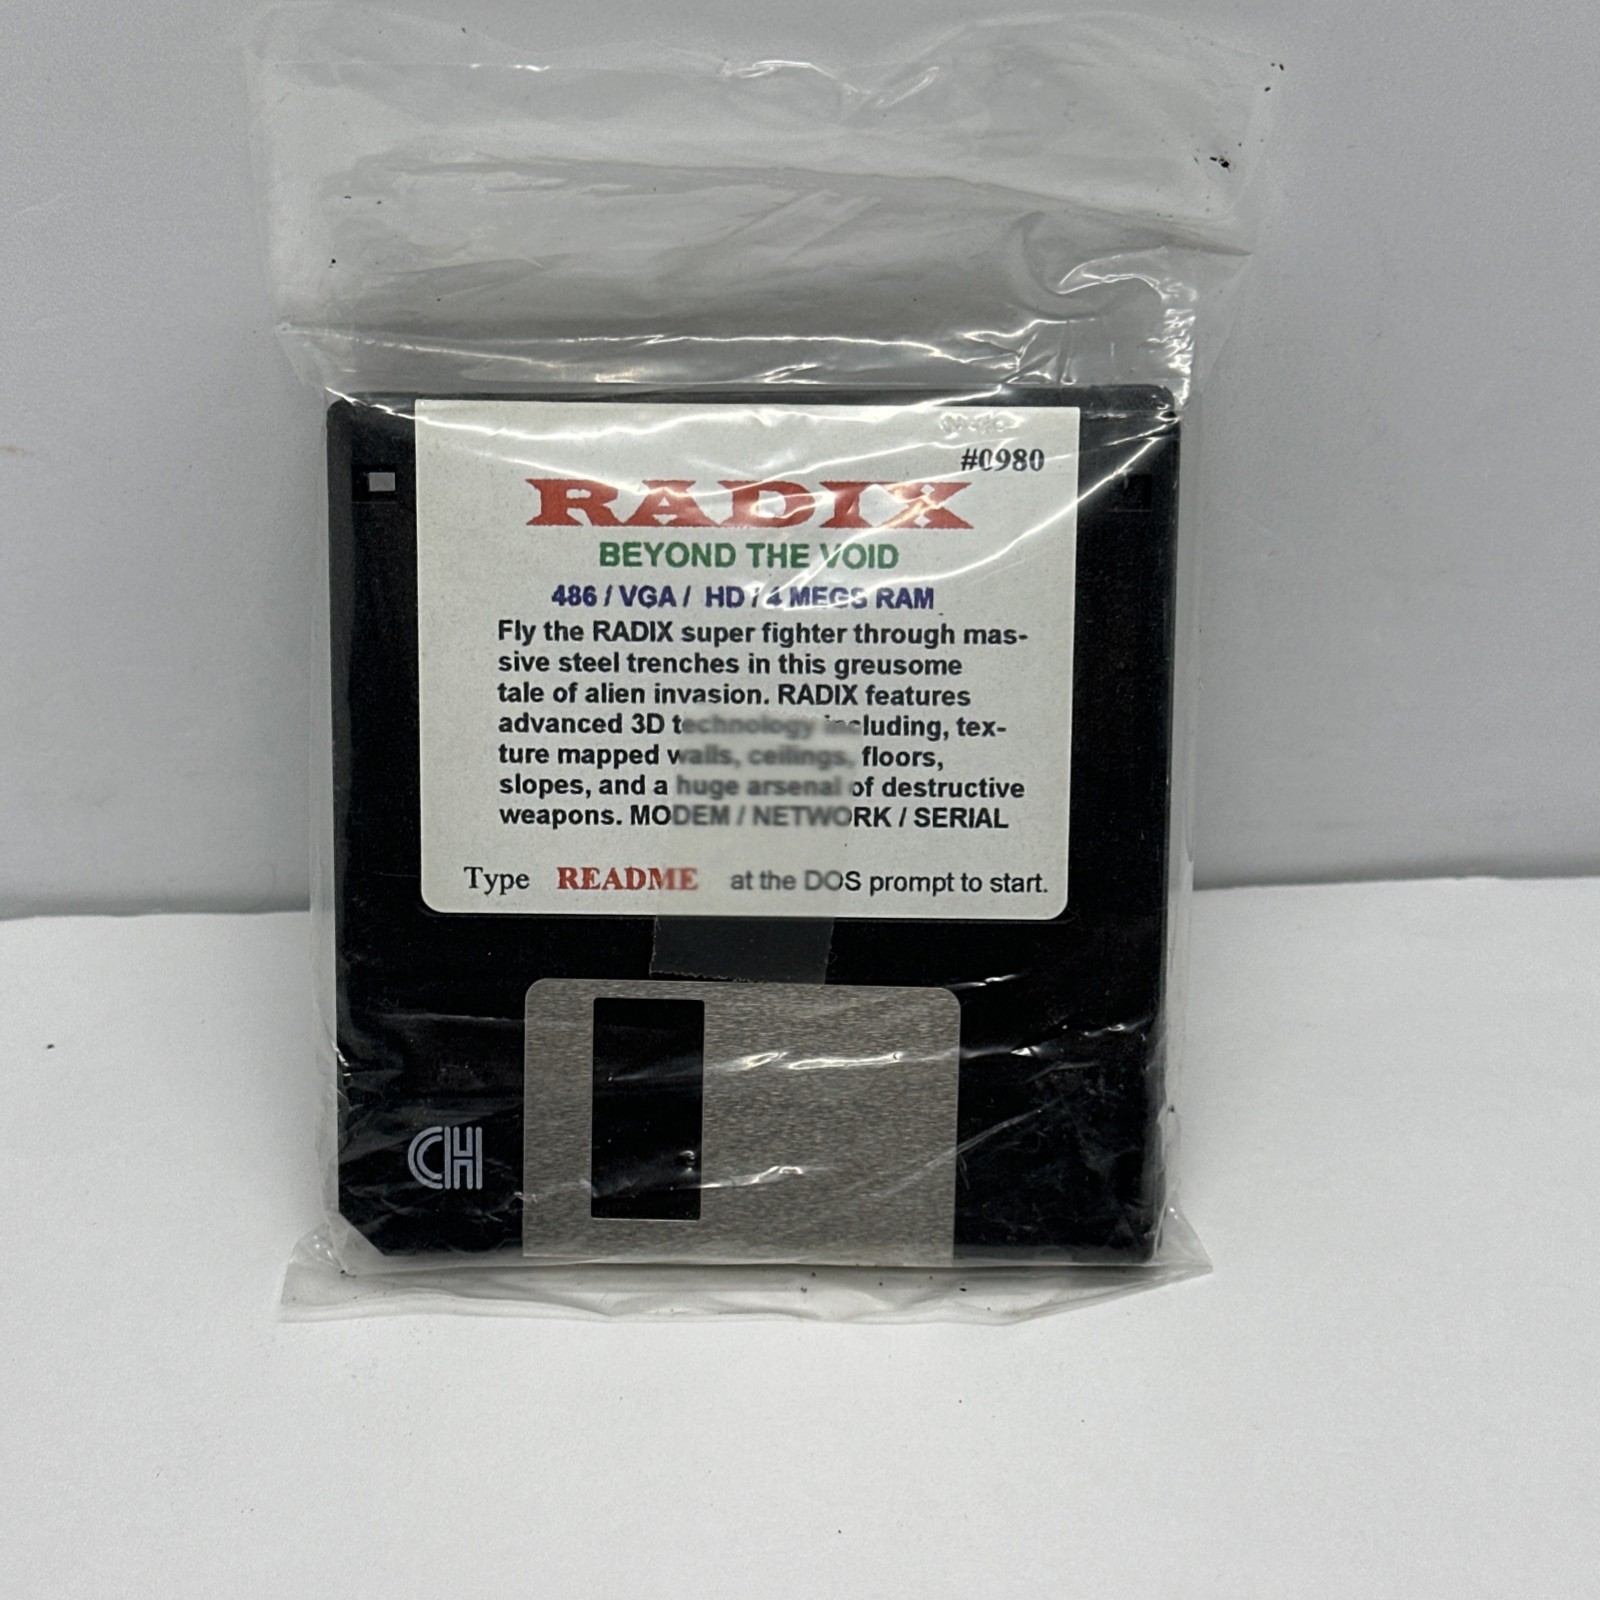 #0980
RADIX
BEYOND THE VOID
486 / VGA / HD / 4 MEGS RAM
Fly the RADIX super fighter through mas-
sive steel trenches in this greusome
tale of alien invasion. RADIX features
advanced 3D technology including, tex-
ture mapped walls, ceilings, floors,
slopes, and a huge arsenal of destructive
weapons. MODEM / NETWORK / SERIAL
Type README at the DOS prompt to start.
CH